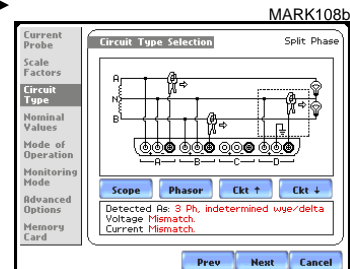 MARK108b
Current
Probe
Scale
Factors
Circuit
Type
Nominal
Values
Mode of
Operation
Monitoring
Mode
Advanced
Options
Memory
Card
Circuit Type Selection
Split Phase
A
N
B
A B C D
Scope Phasor Ckt ↑ Ckt ↓
Detected As: 3 Ph, indetermined wye/delta
Voltage Mismatch.
Current Mismatch.
Prev Next Cancel